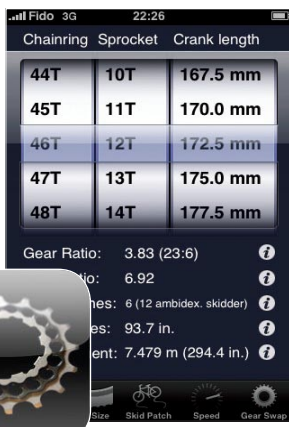 Fido 3G 22:26
Chainring Sprocket Crank length
44T 10T 167.5 mm
45T 11T 170.0 mm
46T 12T 172.5 mm
47T 13T 175.0 mm
48T 14T 177.5 mm
Gear Ratio: 3.83 (23:6)
io: 6.92
nes: 6 (12 ambidex. skidder)
es: 93.7 in.
ent: 7.479 m (294.4 in.)
Size Skid Patch Speed Gear Swap